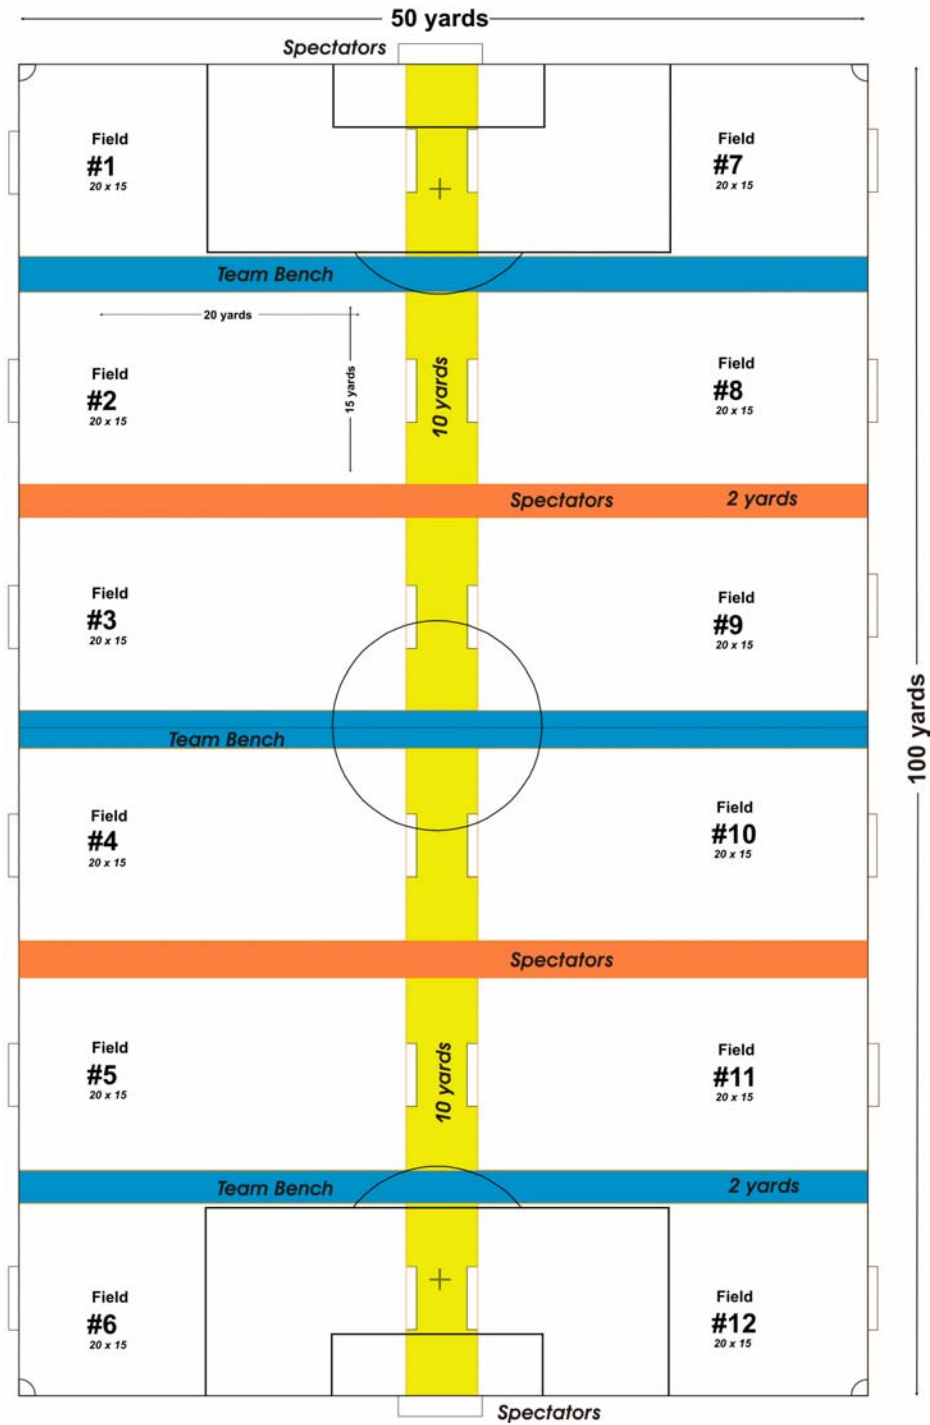 50 yards
Spectators
Field
#1
20 x 15
Field
#7
20 x 15
Team Bench
20 yards
15 yards
10 yards
Field
#2
20 x 15
Field
#8
20 x 15
Spectators
2 yards
Field
#3
20 x 15
Field
#9
20 x 15
100 yards
Team Bench
Field
#4
20 x 15
Field
#10
20 x 15
Spectators
Field
#5
20 x 15
10 yards
Field
#11
20 x 15
Team Bench
2 yards
Field
#6
20 x 15
Field
#12
20 x 15
Spectators